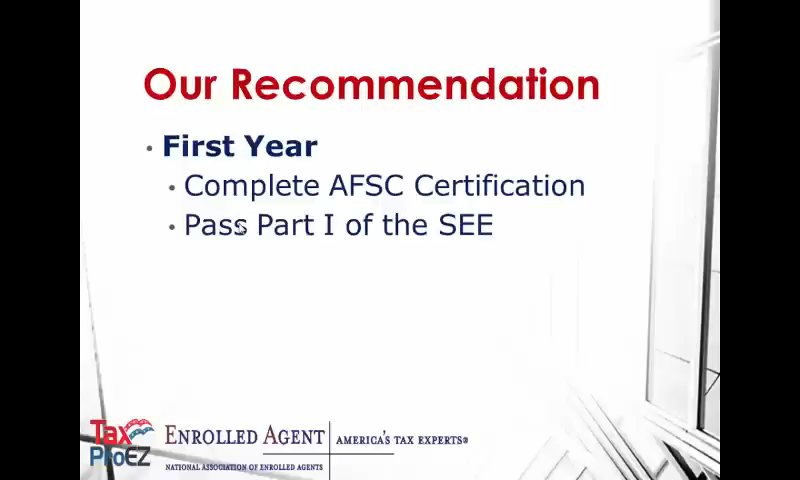 Our Recommendation
• First Year
• Complete AFSC Certification
• Pass Part I of the SEE
Tax
ProEZ
ENROLLED AGENT
AMERICA'S TAX EXPERTS®
NATIONAL ASSOCIATION OF ENROLLED AGENTS